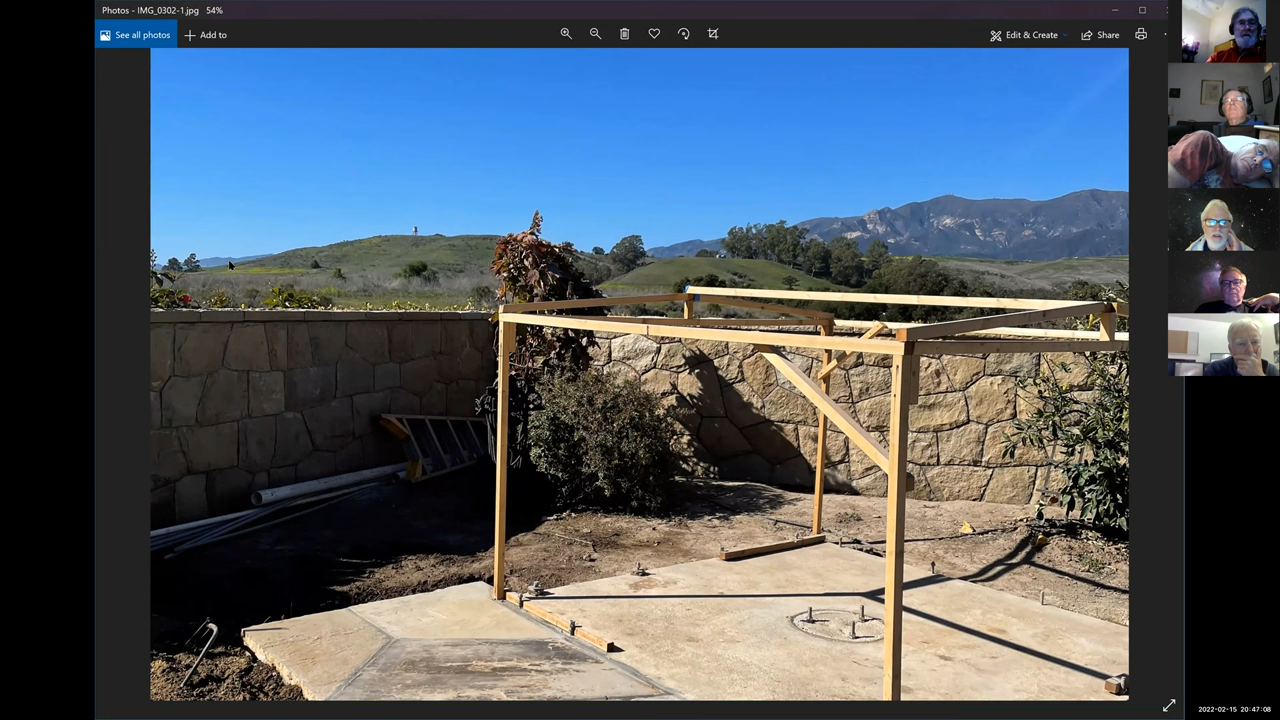 Photos - IMG_0302-1.jpg 54%
See all photos
Add to
Edit & Create
Share
2022-02-15 20:47:08